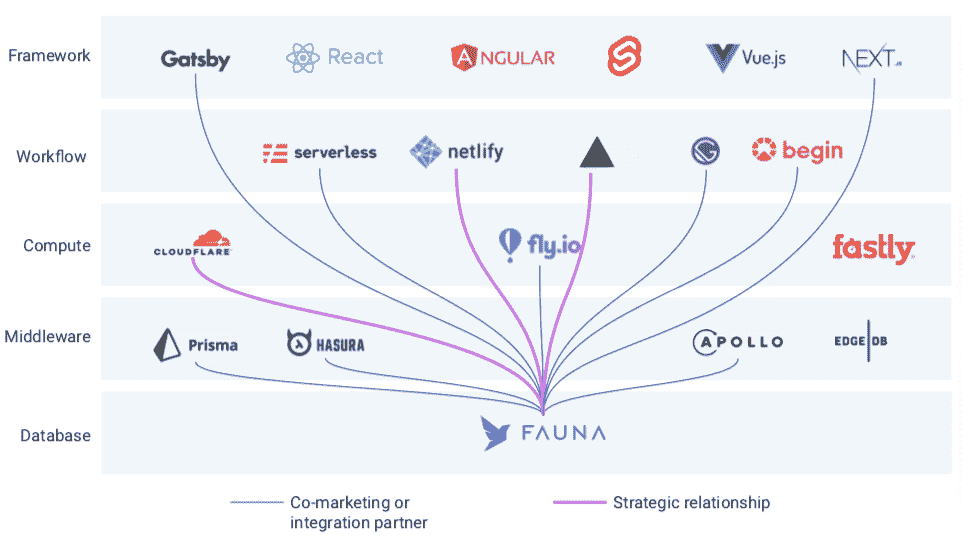 Framework
Gatsby
React
ANGULAR
Vue.js
NEXT.JS
Workflow
serverless
netlify
begin
Compute
CLOUDFLARE
fly.io
fastly
Middleware
Prisma
HASURA
APOLLO
EDGE DB
Database
FAUNA
Co-marketing or
integration partner
Strategic relationship